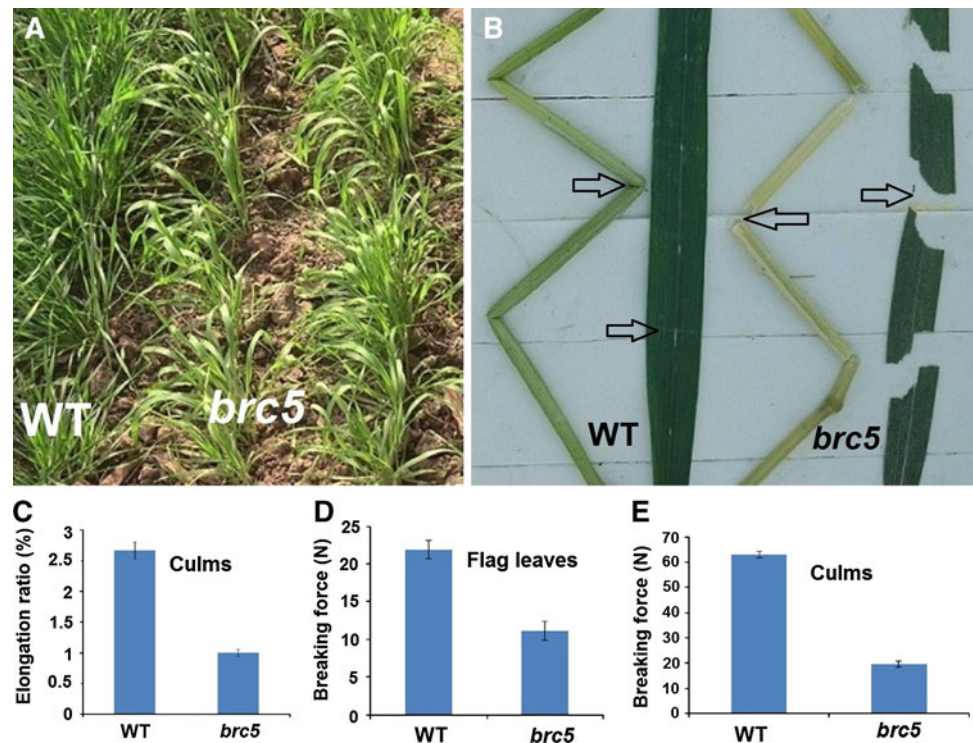 A
WT
brc5
B
WT
brc5
C
Elongation ratio (%)
3
2.5
2
1.5
1
0.5
0
Culms
WT
brc5
D
Breaking force (N)
25
20
15
10
5
0
Flag leaves
WT
brc5
E
Breaking force (N)
70
60
50
40
30
20
10
0
Culms
WT
brc5